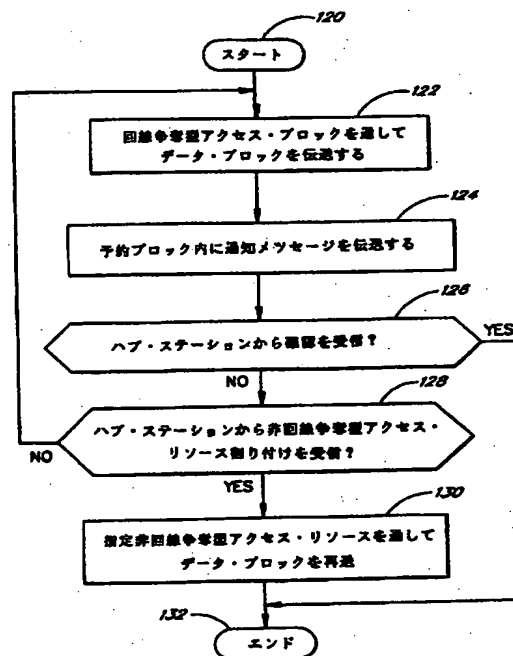 120
スタート
122
回線争奪型アクセス・ブロックを通して
データ・ブロックを伝送する
124
予約ブロック内に通知メッセージを伝送する
126
ハブ・ステーションから確認を受信?
YES
NO
128
ハブ・ステーションから非回線争奪型アクセス・
リソース割り付けを受信?
NO
YES
130
指定非回線争奪型アクセス・リソースを通して
データ・ブロックを再送
132
エンド